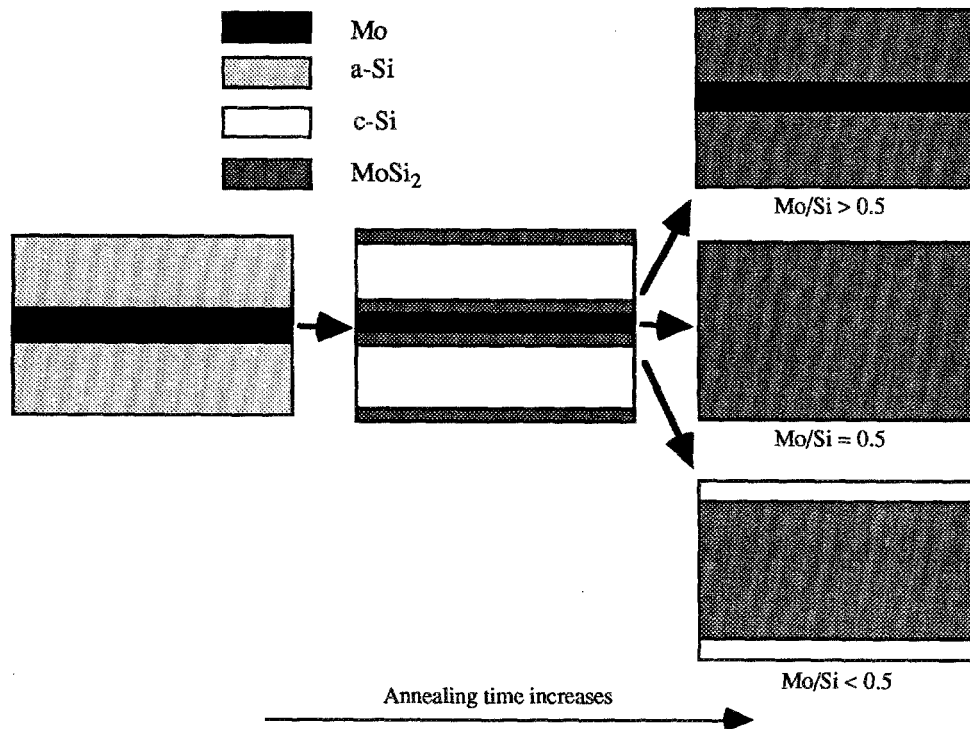 Mo
a-Si
c-Si
MoSi₂
Mo/Si > 0.5
Mo/Si = 0.5
Mo/Si < 0.5
Annealing time increases